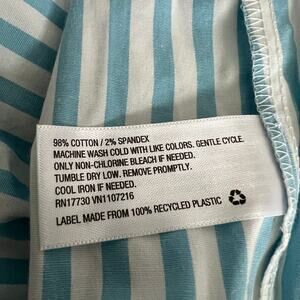 98% COTTON / 2% SPANDEX
MACHINE WASH COLD WITH LIKE COLORS. GENTLE CYCLE.
ONLY NON-CHLORINE BLEACH IF NEEDED.
TUMBLE DRY LOW. REMOVE PROMPTLY.
COOL IRON IF NEEDED.
RN17730 VN1107216
LABEL MADE FROM 100% RECYCLED PLASTIC